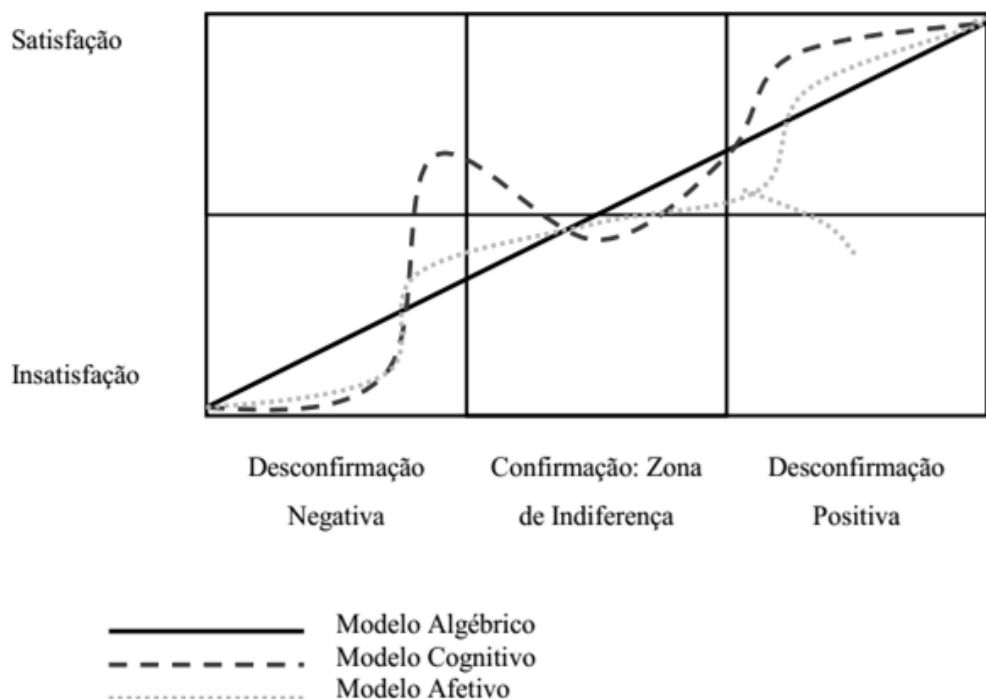 Satisfação
Insatisfação
Desconfirmação
Negativa
Confirmação: Zona
de Indiferença
Desconfirmação
Positiva
Modelo Algébrico
Modelo Cognitivo
Modelo Afetivo